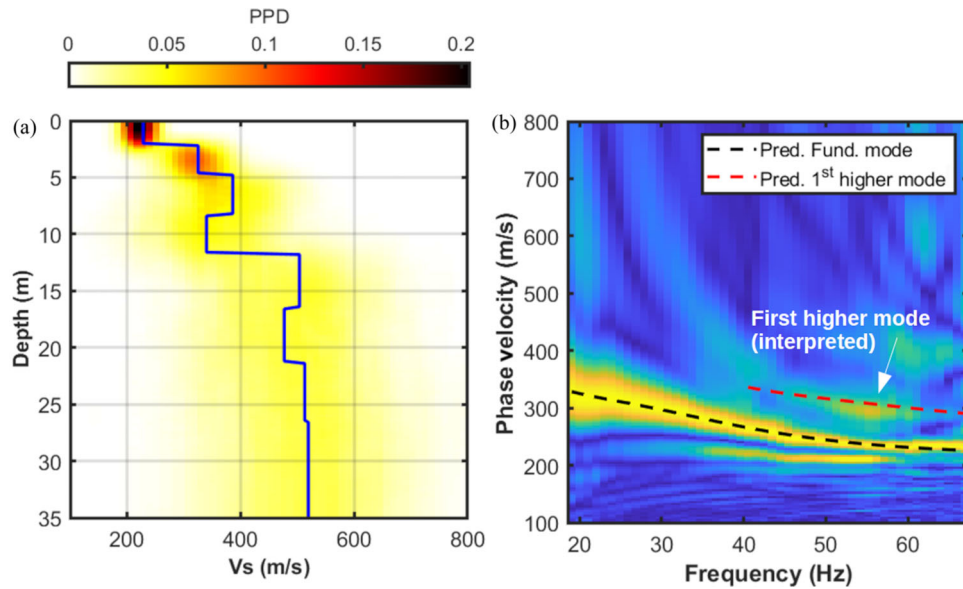 PPD
0 0.05 0.1 0.15 0.2
(a)
0
5
10
15
20
25
30
35
Depth (m)
200 400 600 800
Vs (m/s)
(b)
800
700
600
500
400
300
200
100
Phase velocity (m/s)
Pred. Fund. mode
Pred. 1st higher mode
First higher mode
(interpreted)
20 30 40 50 60
Frequency (Hz)